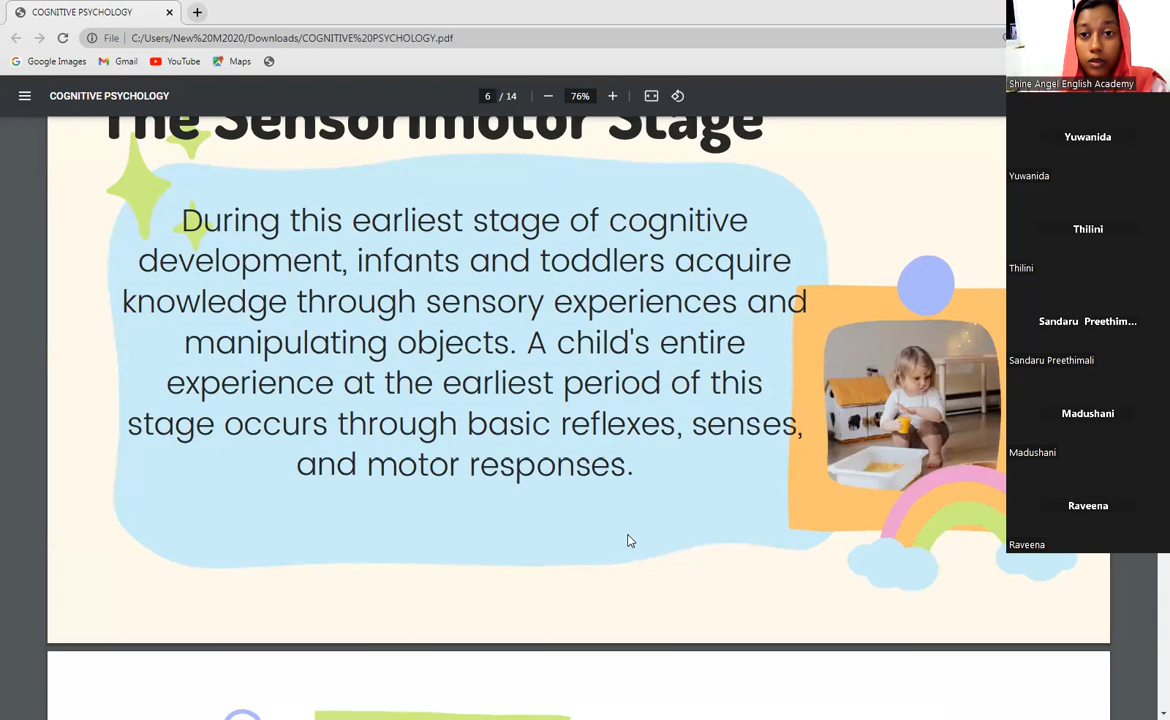 COGNITIVE PSYCHOLOGY
File
C:/Users/New%20M2020/Downloads/COGNITIVE%20PSYCHOLOGY.pdf
Google Images
Gmail
YouTube
Maps
COGNITIVE PSYCHOLOGY
6 / 14
76%
The Sensorimotor Stage
During this earliest stage of cognitive
development, infants and toddlers acquire
knowledge through sensory experiences and
manipulating objects. A child's entire
experience at the earliest period of this
stage occurs through basic reflexes, senses,
and motor responses.
Shine Angel English Academy
Yuwanida
Yuwanida
Thilini
Thilini
Sandaru Preethim...
Sandaru Preethimali
Madushani
Madushani
Raveena
Raveena